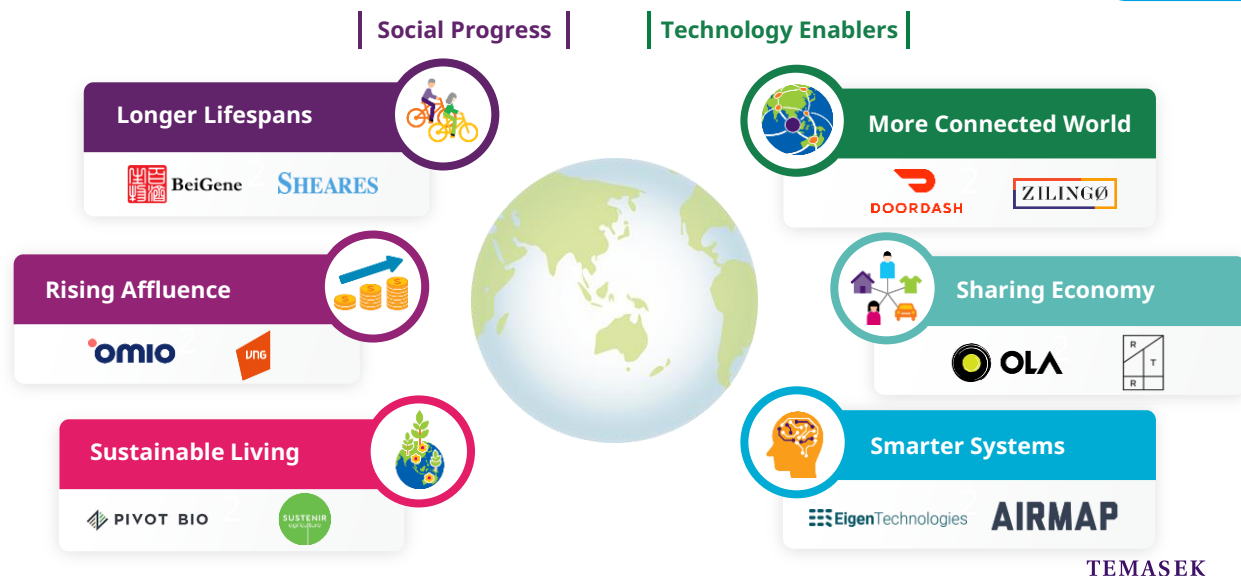 Social Progress
Technology Enablers
Longer Lifespans
BeiGene
SHEARES
Rising Affluence
omio
VNG
Sustainable Living
PIVOT BIO
SUSTENIR
agriculture
More Connected World
DOORDASH
ZILINGØ
Sharing Economy
OLA
R
T
R
Smarter Systems
EigenTechnologies
AIRMAP
TEMASEK